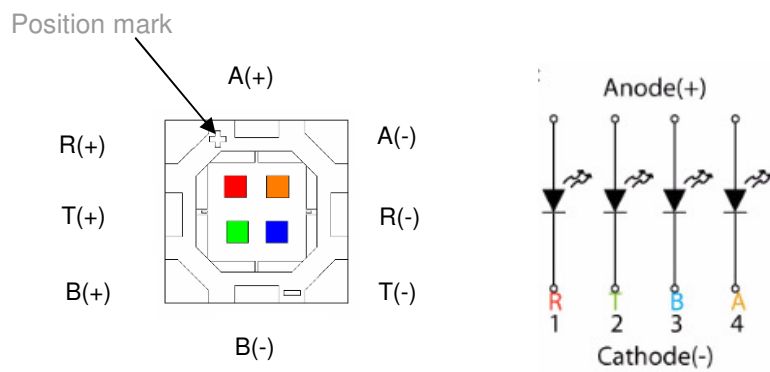 Position mark
A(+)
R(+)
A(-)
T(+)
R(-)
B(+)
T(-)
B(-)
:
Anode(+)
R T B A
1 2 3 4
Cathode(-)